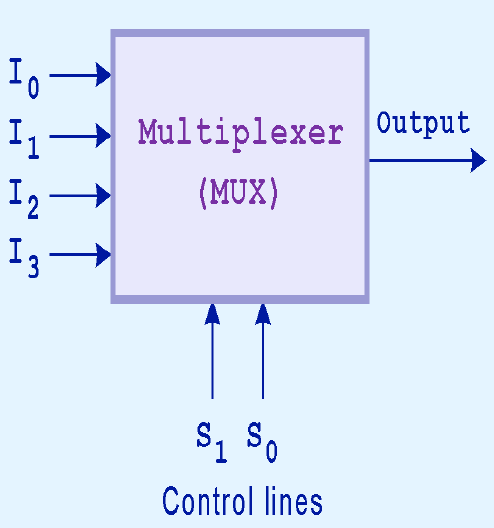 I0
I1
I2
I3
Multiplexer
(MUX)
Output
S1 S0
Control lines